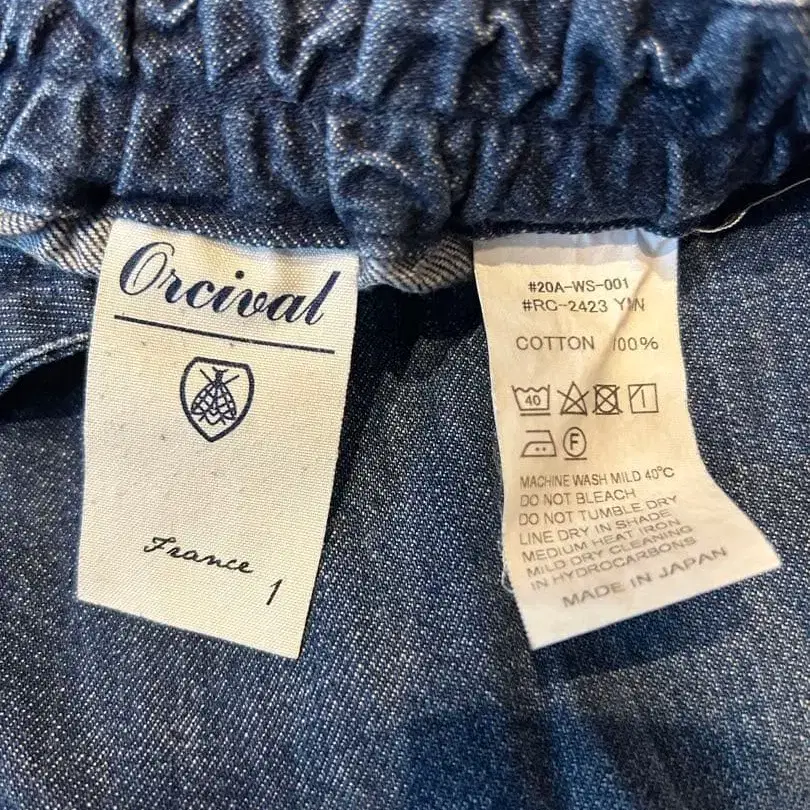 Orcival
France
1
#20A-WS-001
#RC-2423 YMN
COTTON 100%
40
F
MACHINE WASH MILD 40°C
DO NOT BLEACH
DO NOT TUMBLE DRY
LINE DRY IN SHADE
MEDIUM HEAT IRON
MILD DRY CLEANING
IN HYDROCARBONS
MADE IN JAPAN